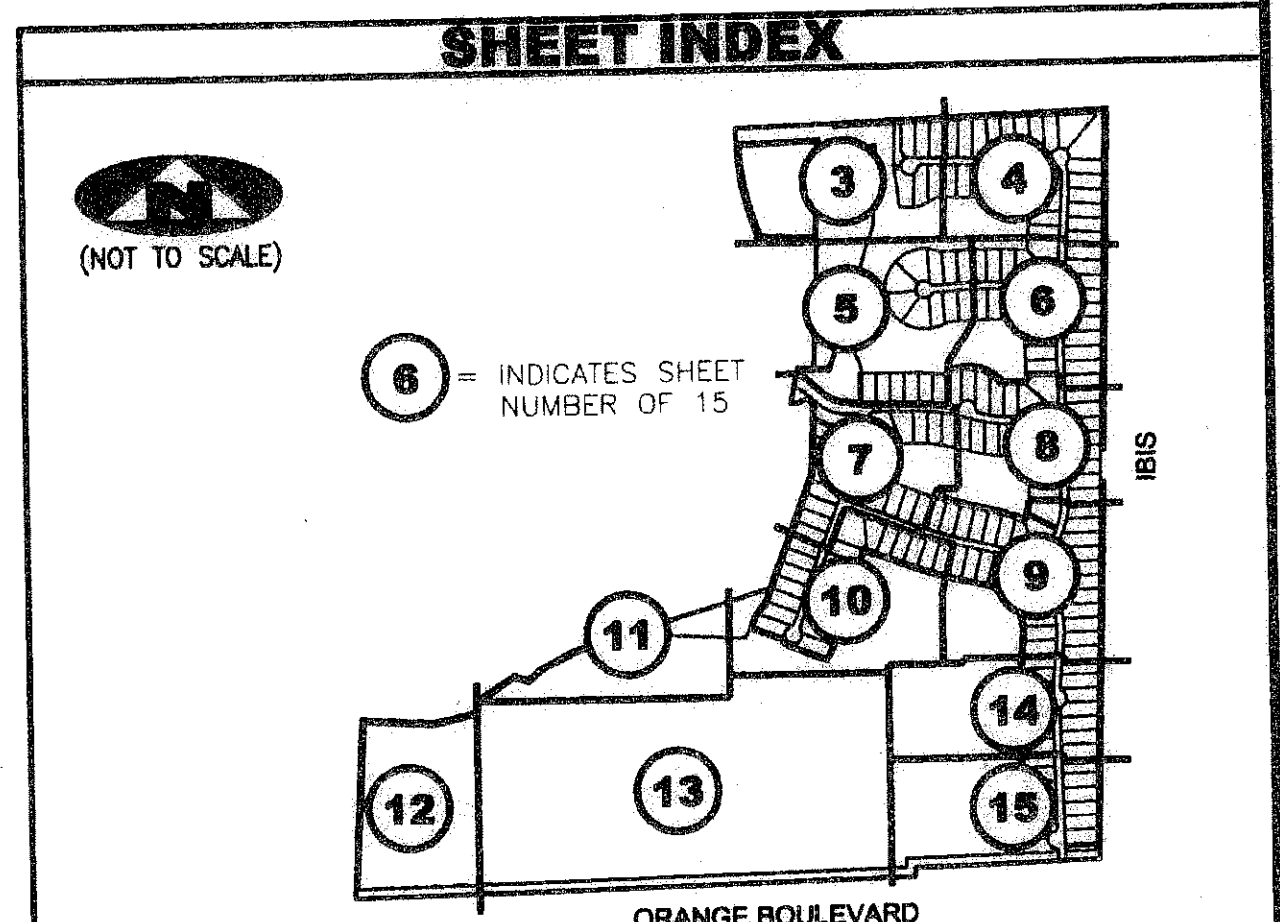 SHEET INDEX
N
(NOT TO SCALE)
6 = INDICATES SHEET
NUMBER OF 15
3
4
5
6
7
8
IBIS
9
10
11
12
13
14
15
ORANGE BOULEVARD